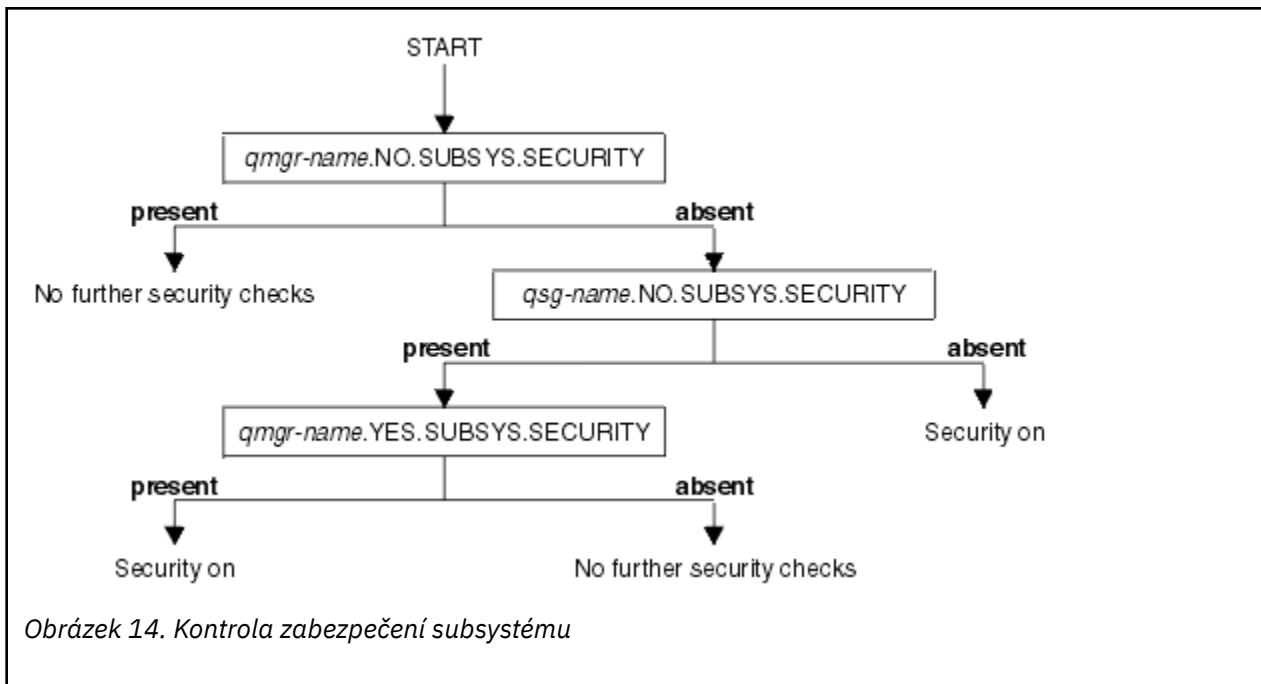 START
qmgr-name.NO.SUBSYS.SECURITY
present absent
No further security checks
qsg-name.NO.SUBSYS.SECURITY
present absent
qmgr-name.YES.SUBSYS.SECURITY
Security on
present absent
Security on
No further security checks
Obrázek 14. Kontrola zabezpečení subsystému